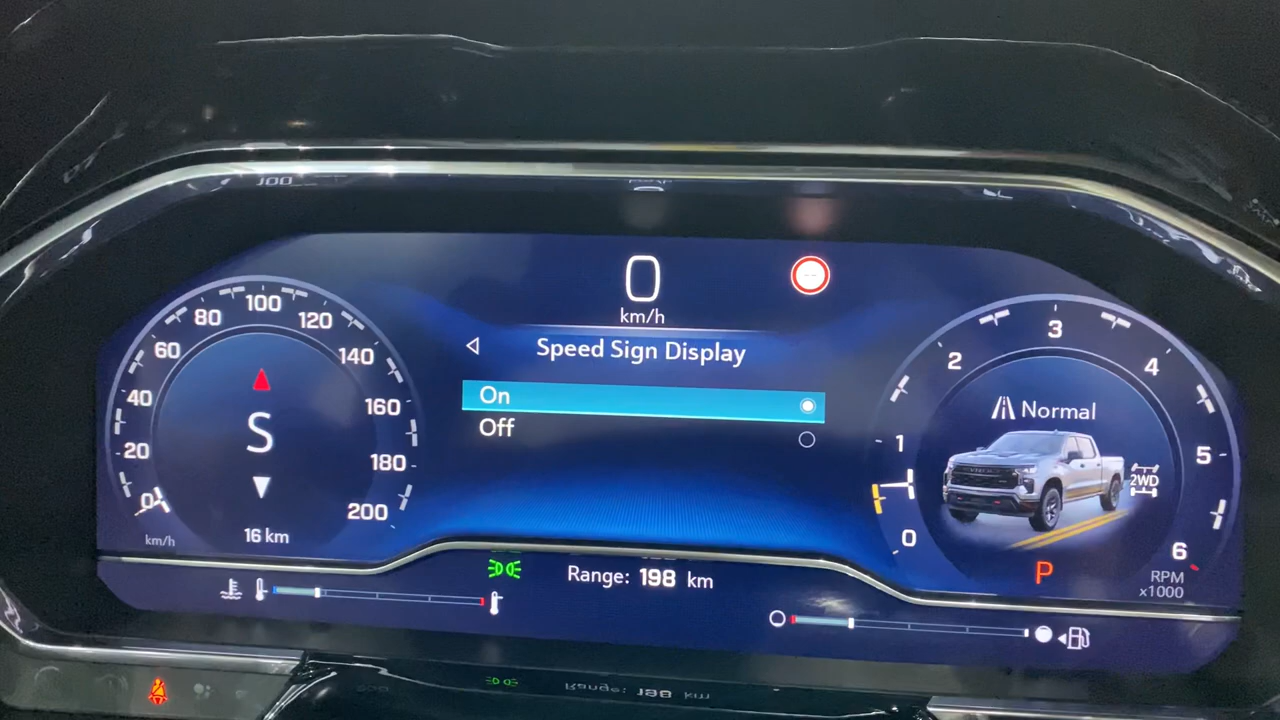 0
km/h
Speed Sign Display
On
Off
0
20
40
60
80
100
120
140
160
180
200
km/h
S
16 km
0
1
2
3
4
5
6
RPM
x1000
Normal
2WD
P
Range: 198 km